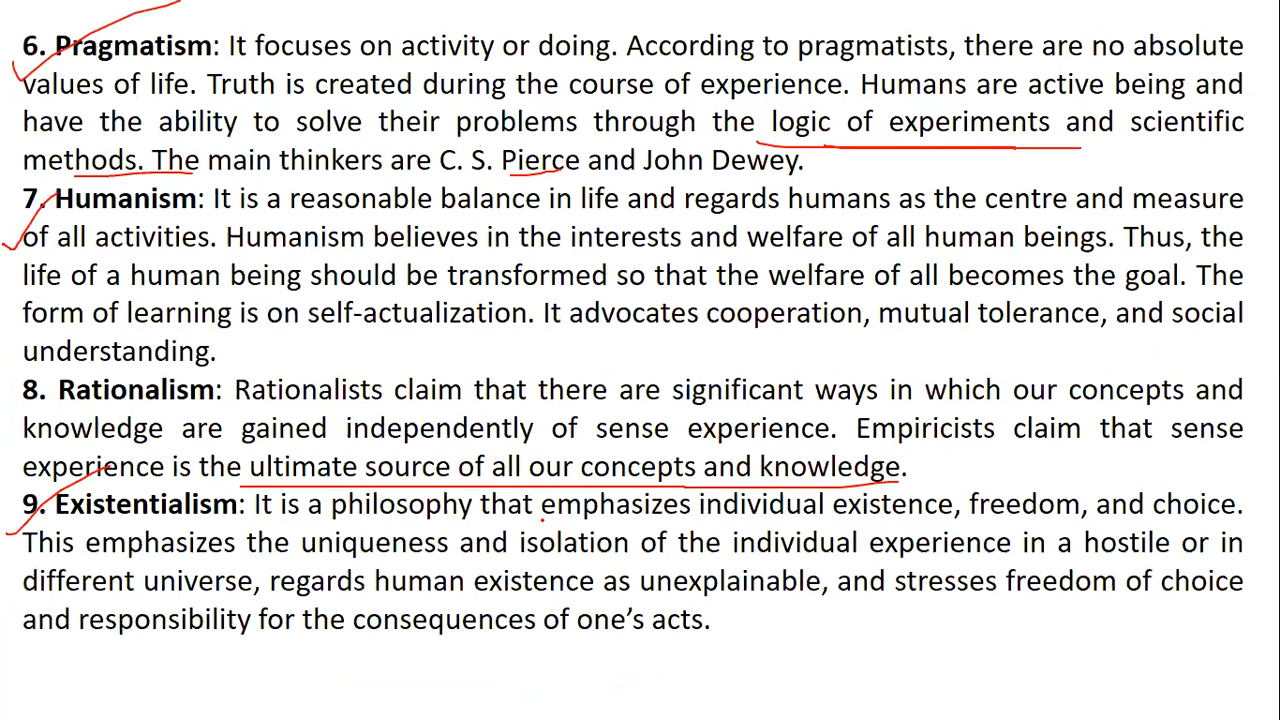 6. Pragmatism: It focuses on activity or doing. According to pragmatists, there are no absolute
values of life. Truth is created during the course of experience. Humans are active being and
have the ability to solve their problems through the logic of experiments and scientific
methods. The main thinkers are C. S. Pierce and John Dewey.
7. Humanism: It is a reasonable balance in life and regards humans as the centre and measure
of all activities. Humanism believes in the interests and welfare of all human beings. Thus, the
life of a human being should be transformed so that the welfare of all becomes the goal. The
form of learning is on self-actualization. It advocates cooperation, mutual tolerance, and social
understanding.
8. Rationalism: Rationalists claim that there are significant ways in which our concepts and
knowledge are gained independently of sense experience. Empiricists claim that sense
experience is the ultimate source of all our concepts and knowledge.
9. Existentialism: It is a philosophy that emphasizes individual existence, freedom, and choice.
This emphasizes the uniqueness and isolation of the individual experience in a hostile or in
different universe, regards human existence as unexplainable, and stresses freedom of choice
and responsibility for the consequences of one’s acts.